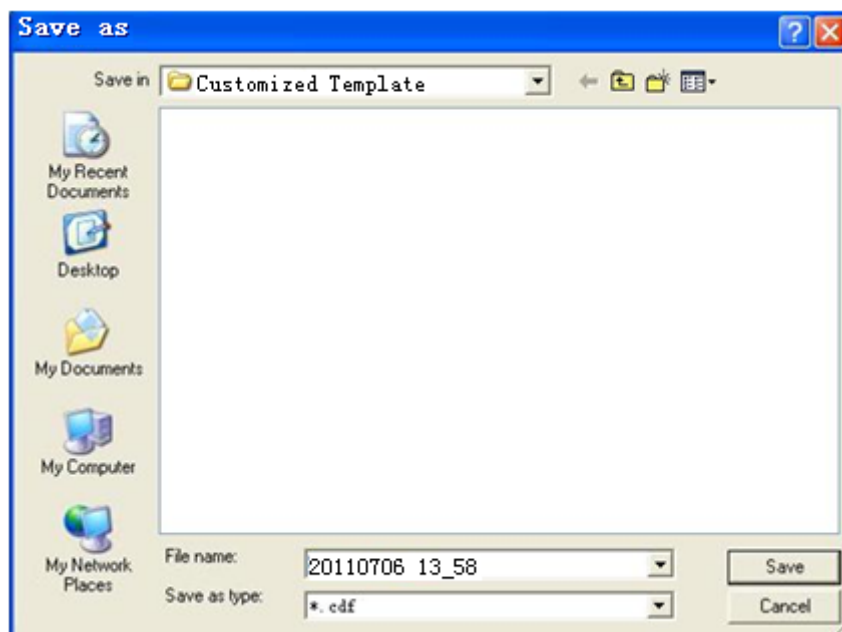 Save as
Save in Customized Template
My Recent
Documents
Desktop
My Documents
My Computer
My Network
Places
File name: 20110706 13_58 Save
Save as type: *.cdf Cancel